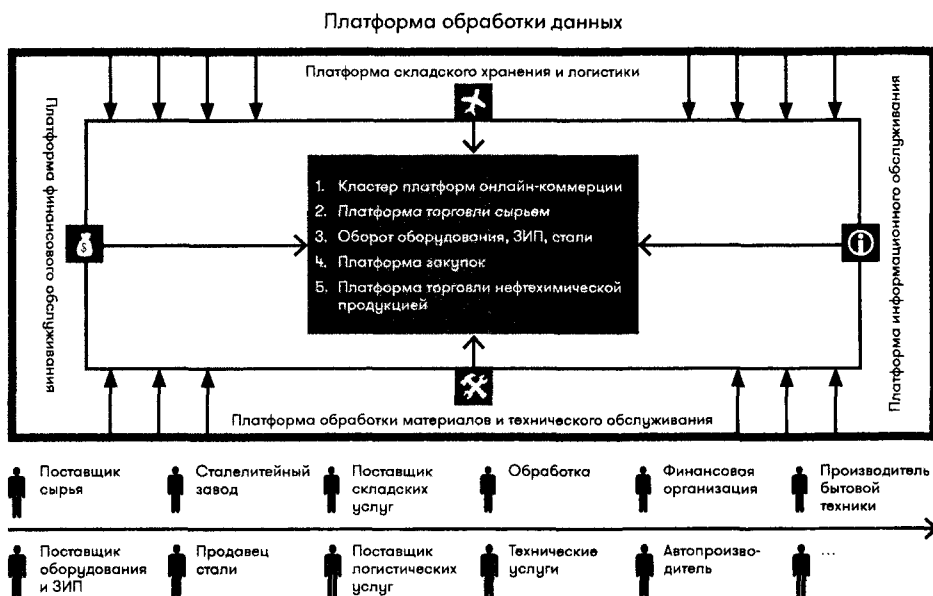 Платформа обработки данных
Платформа складского хранения и логистики
Платформа финансового обслуживания
Платформа информационного обслуживания
1. Кластер платформ онлайн-коммерции
2. Платформа торговли сырьем
3. Оборот оборудования, ЗИП, стали
4. Платформа закупок
5. Платформа торговли нефтехимической
продукцией
$
i
Платформа обработки материалов и технического обслуживания
Поставщик
сырья
Сталелитейный
завод
Поставщик
складских
услуг
Обработка
Финансовая
организация
Производитель
бытовой
техники
Поставщик
оборудования
и ЗИП
Продавец
стали
Поставщик
логистических
услуг
Технические
услуги
Автопроизво-
дитель
...